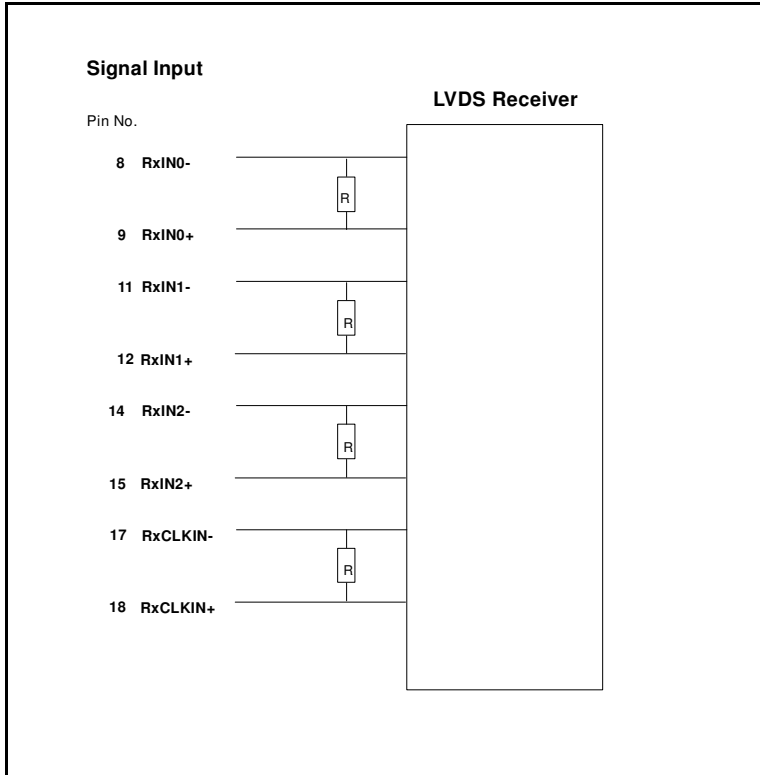 Signal Input
LVDS Receiver
Pin No.
8 RxIN0-
R
9 RxIN0+
11 RxIN1-
R
12 RxIN1+
14 RxIN2-
R
15 RxIN2+
17 RxCLKIN-
R
18 RxCLKIN+